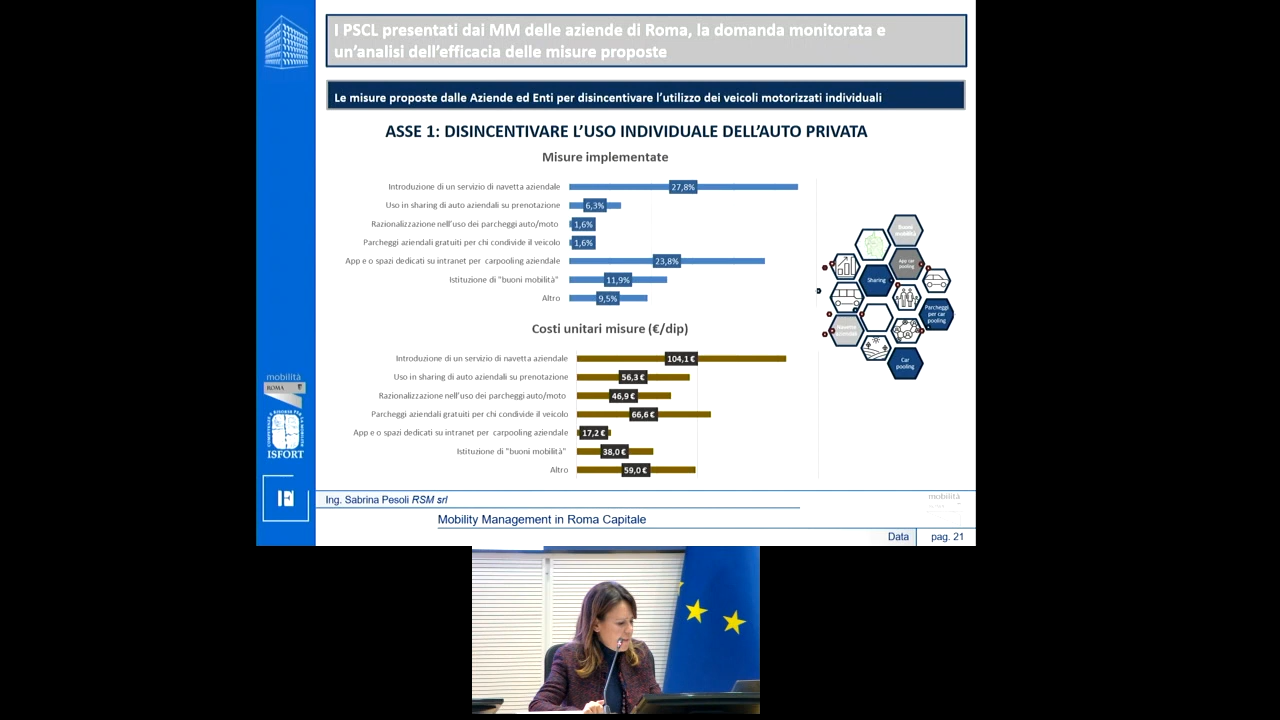 I PSCL presentati dai MM delle aziende di Roma, la domanda monitorata e
un'analisi dell'efficacia delle misure proposte
Le misure proposte dalle Aziende ed Enti per disincentivare l'utilizzo dei veicoli motorizzati individuali
ASSE 1: DISINCENTIVARE L'USO INDIVIDUALE DELL'AUTO PRIVATA
Misure implementate
Introduzione di un servizio di navetta aziendale 27,8%
Uso in sharing di auto aziendali su prenotazione 6,3%
Razionalizzazione nell'uso dei parcheggi auto/moto 1,6%
Parcheggi aziendali gratuiti per chi condivide il veicolo 1,6%
App e o spazi dedicati su intranet per carpooling aziendale 23,8%
Istituzione di "buoni mobilità" 11,9%
Altro 9,5%
Costi unitari misure (€/dip)
Introduzione di un servizio di navetta aziendale 104,1 €
Uso in sharing di auto aziendali su prenotazione 56,3 €
Razionalizzazione nell'uso dei parcheggi auto/moto 46,9 €
Parcheggi aziendali gratuiti per chi condivide il veicolo 66,6 €
App e o spazi dedicati su intranet per carpooling aziendale 17,2 €
Istituzione di "buoni mobilità" 38,0 €
Altro 59,0 €
Buoni
mobilità
App car
pooling
Sharing
Parcheggi
per car
pooling
Car
pooling
mobilità
ROMA
ISFORT
Ing. Sabrina Pesoli RSM srl
mobilità
Mobility Management in Roma Capitale
Data
pag. 21